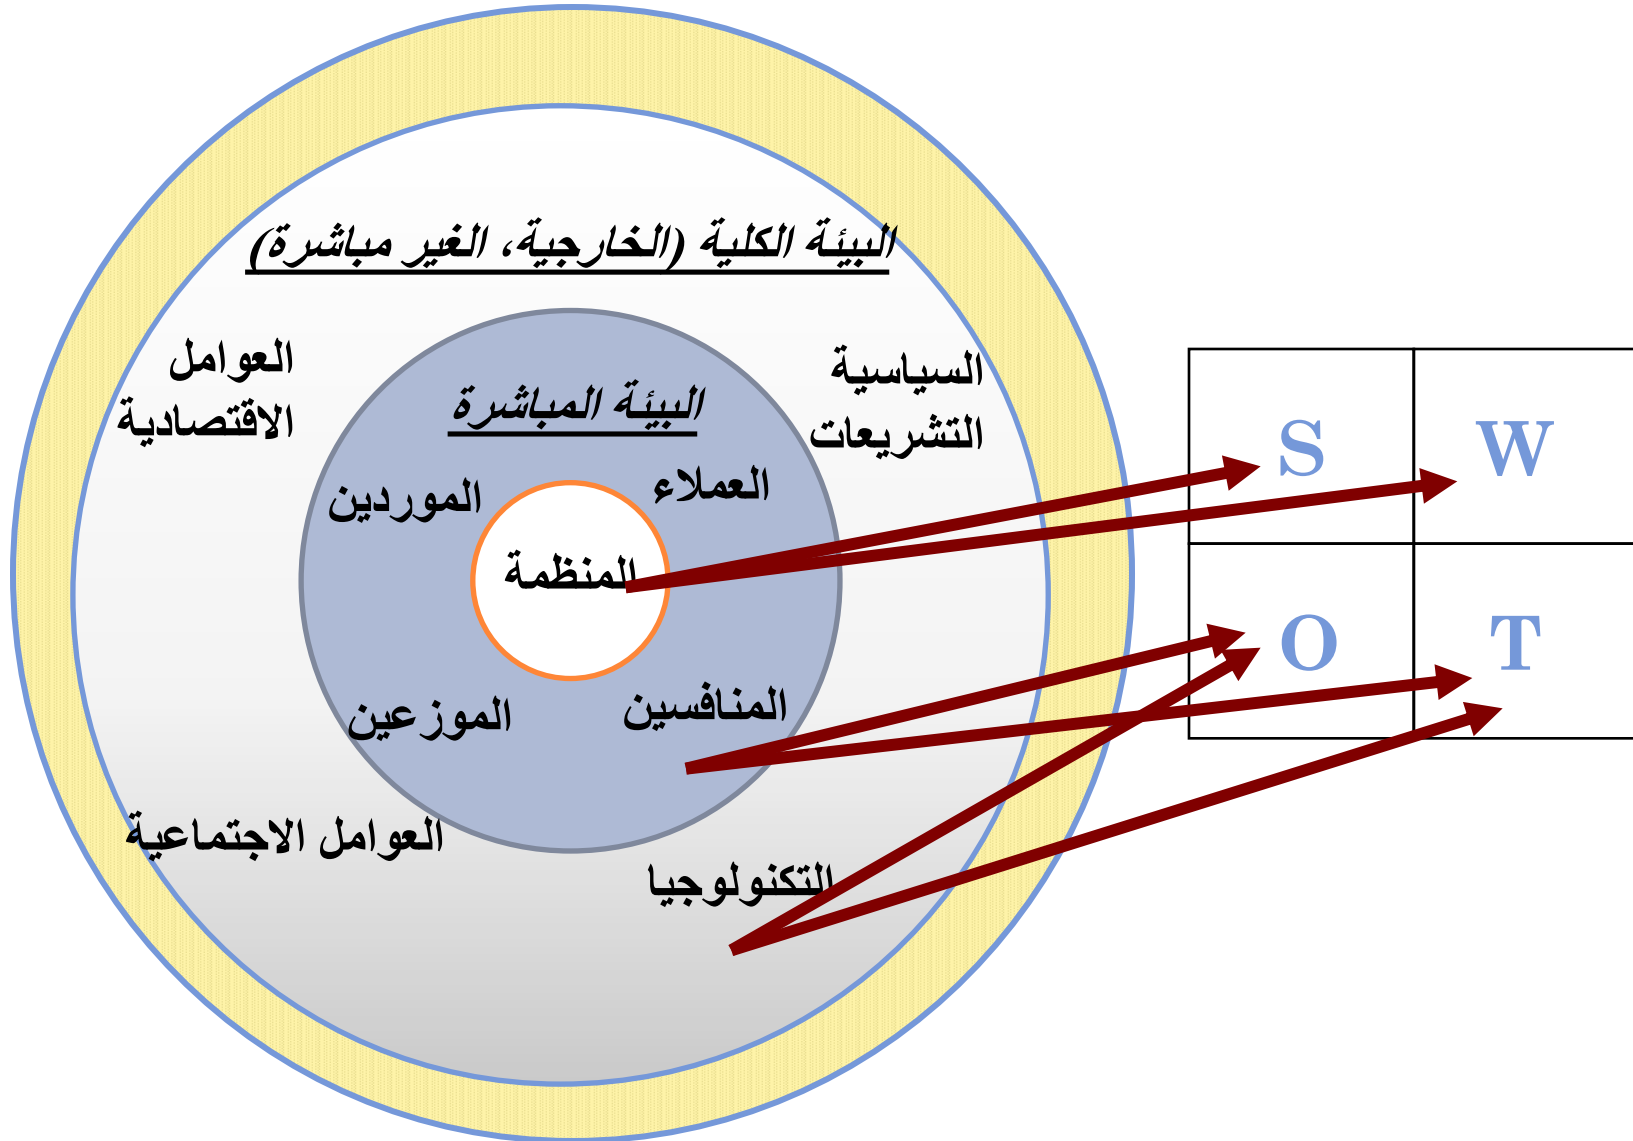 البيئة الكلية (الخارجية، الغير مباشرة)
السياسية
التشريعات
العوامل
الاقتصادية
البيئة المباشرة
العملاء
الموردين
المنظمة
المنافسين
الموزعين
العوامل الاجتماعية
التكنولوجيا
S W
O T